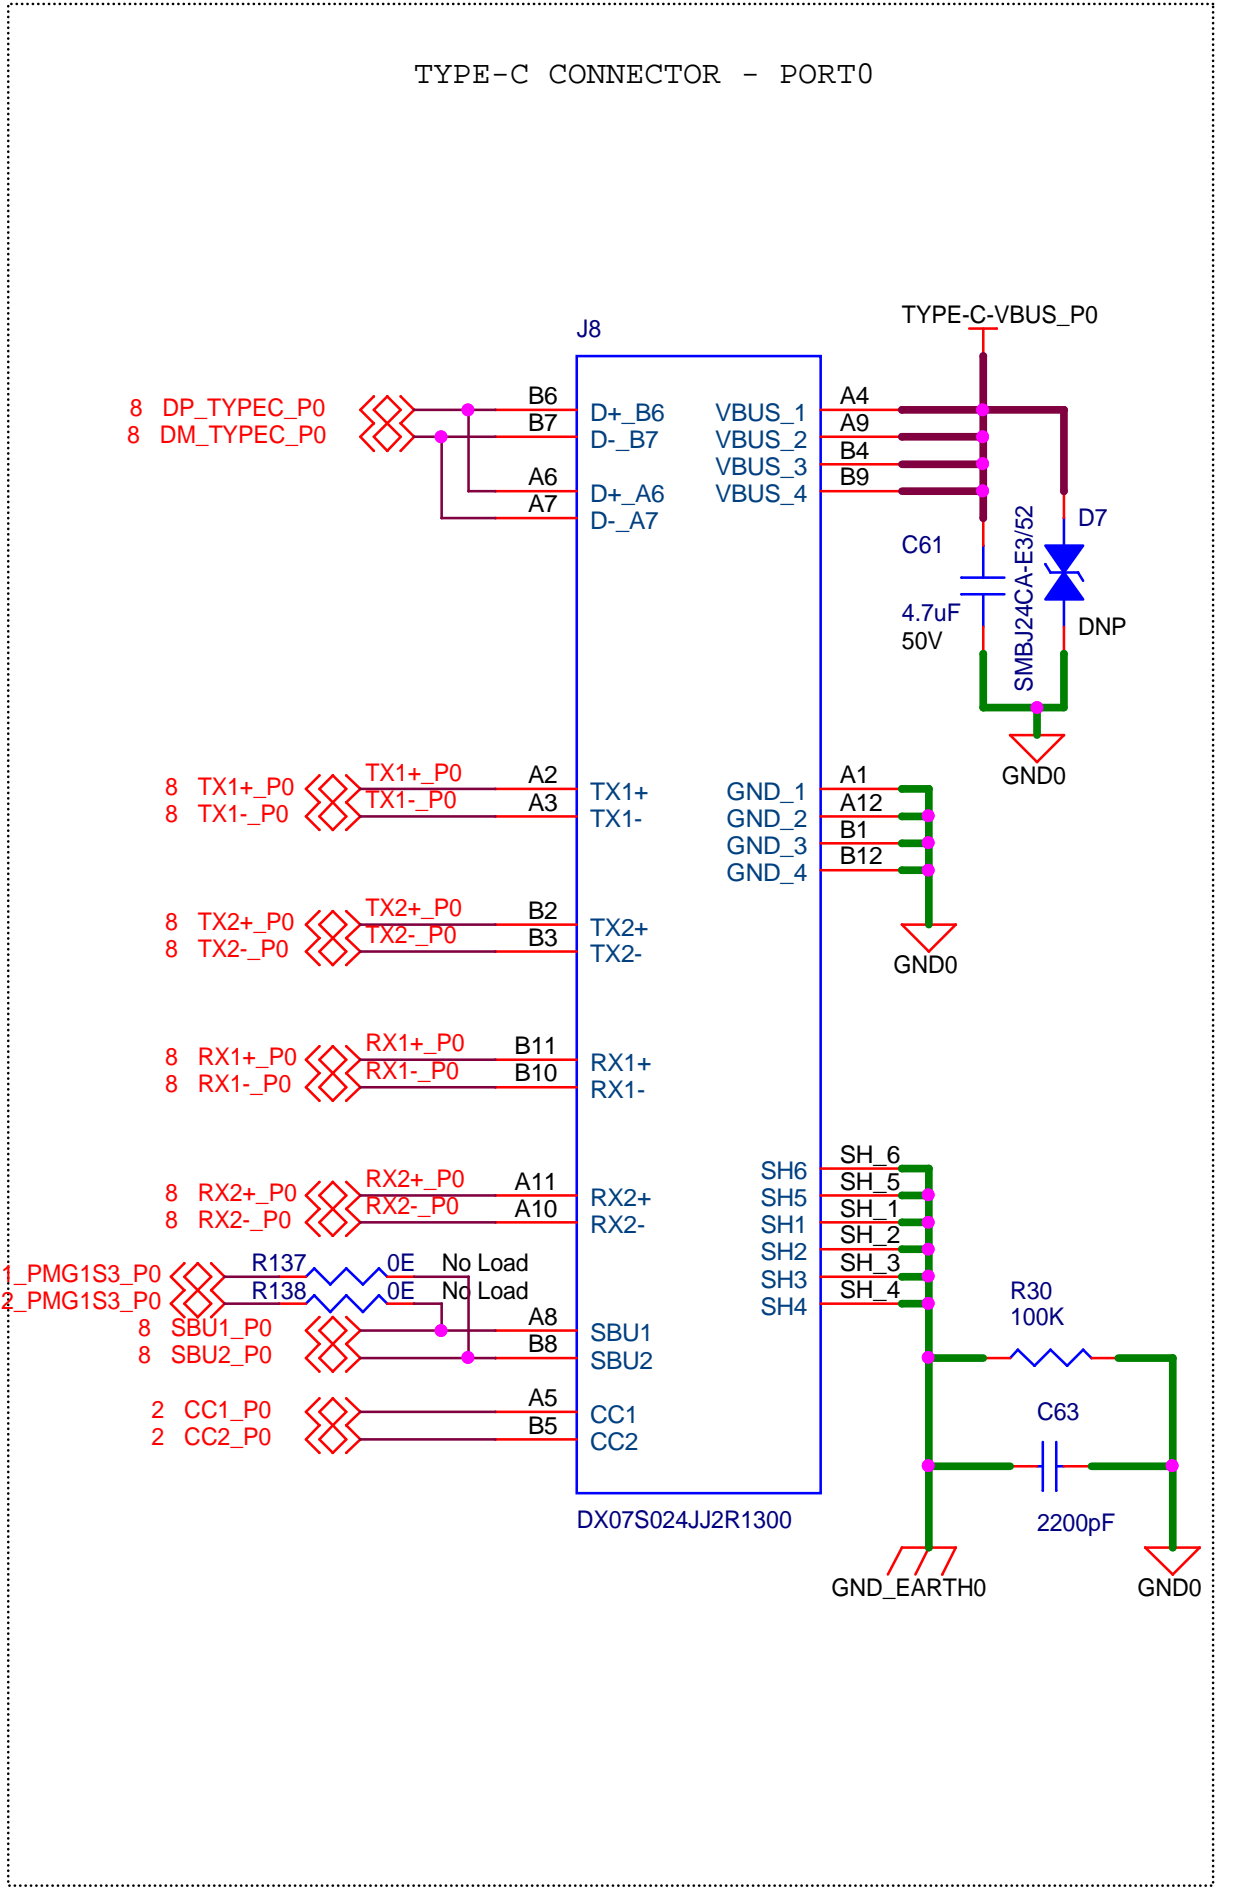 TYPE-C CONNECTOR - PORT0
TYPE-C-VBUS_P0
J8
8 DP_TYPEC_P0
8 DM_TYPEC_P0
B6
B7
A6
A7
D+_B6
D-_B7
D+_A6
D-_A7
VBUS_1
VBUS_2
VBUS_3
VBUS_4
A4
A9
B4
B9
C61
4.7uF
50V
SMBJ24CA-E3/52
D7
DNP
GND0
8 TX1+_P0
8 TX1-_P0
TX1+_P0
TX1-_P0
A2
A3
TX1+
TX1-
GND_1
GND_2
GND_3
GND_4
A1
A12
B1
B12
GND0
8 TX2+_P0
8 TX2-_P0
TX2+_P0
TX2-_P0
B2
B3
TX2+
TX2-
8 RX1+_P0
8 RX1-_P0
RX1+_P0
RX1-_P0
B11
B10
RX1+
RX1-
8 RX2+_P0
8 RX2-_P0
RX2+_P0
RX2-_P0
A11
A10
RX2+
RX2-
SH6
SH5
SH1
SH2
SH3
SH4
SH_6
SH_5
SH_1
SH_2
SH_3
SH_4
1_PMG1S3_P0
2_PMG1S3_P0
R137 0E No Load
R138 0E No Load
8 SBU1_P0
8 SBU2_P0
A8
B8
SBU1
SBU2
2 CC1_P0
2 CC2_P0
A5
B5
CC1
CC2
R30
100K
C63
2200pF
DX07S024JJ2R1300
GND_EARTH0
GND0